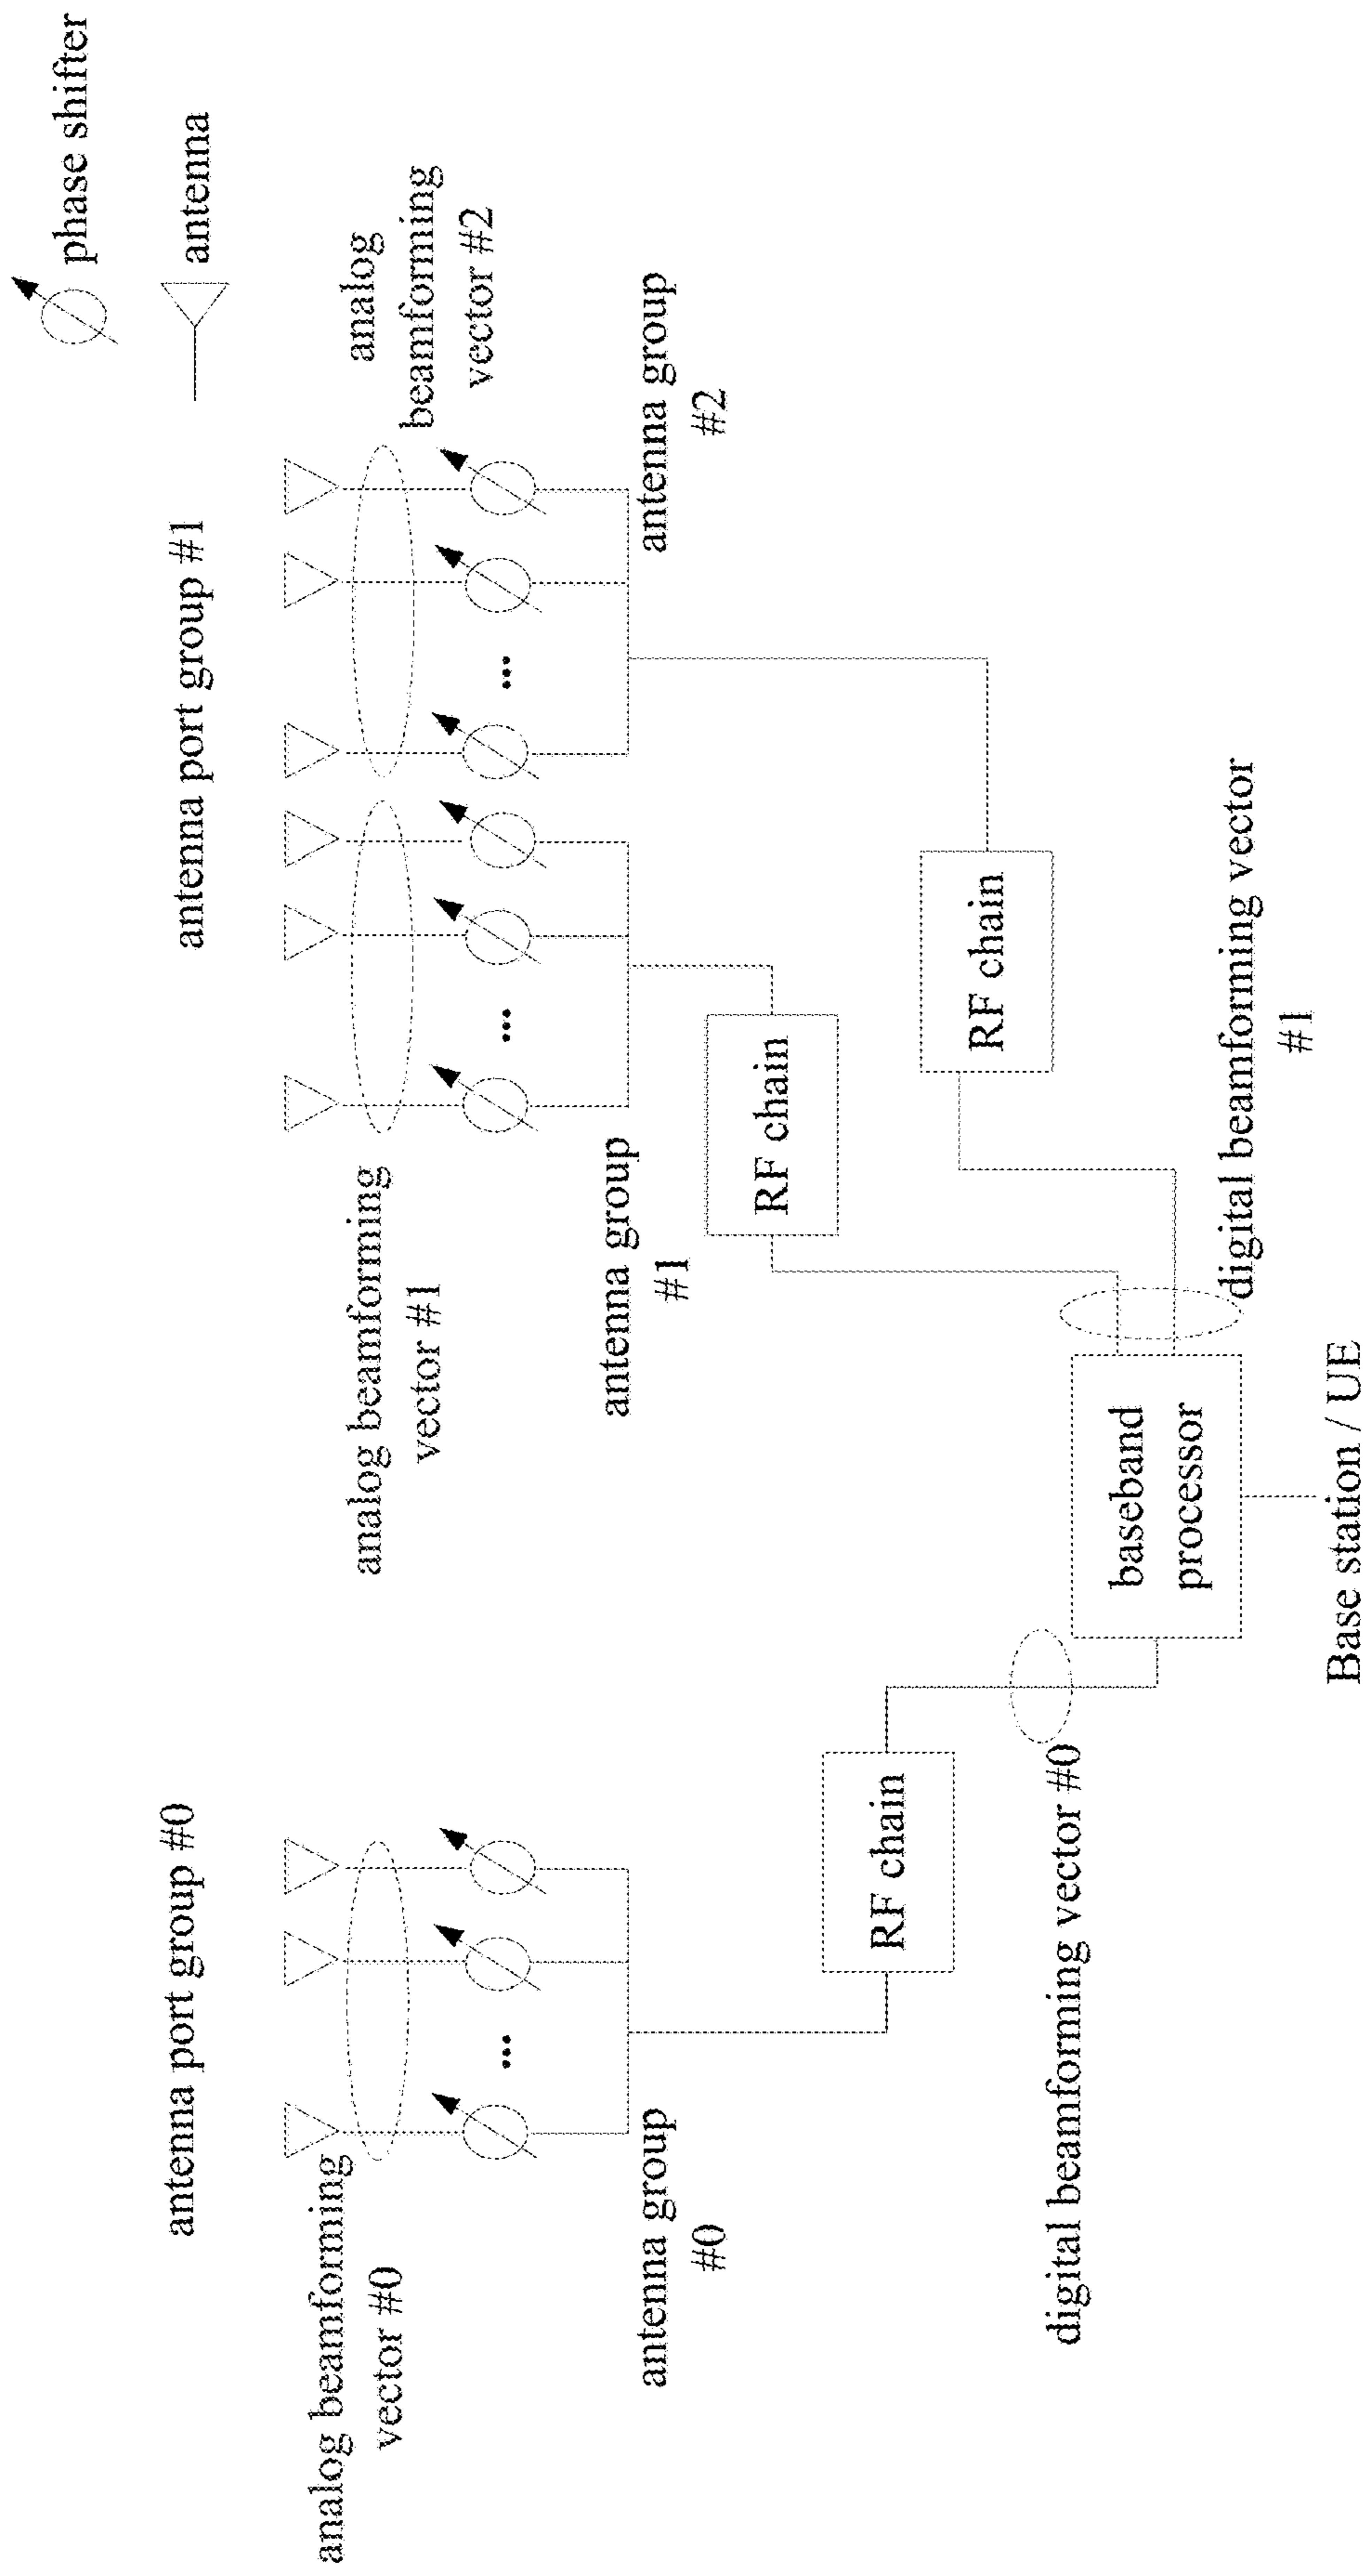 phase shifter
antenna
antenna port group #0
antenna port group #1
analog beamforming
vector #0
analog beamforming
vector #1
analog
beamforming
vector #2
...
...
...
antenna group
#0
antenna group
#1
antenna group
#2
RF chain
RF chain
RF chain
digital beamforming vector #0
baseband
processor
digital beamforming vector
#1
Base station / UE